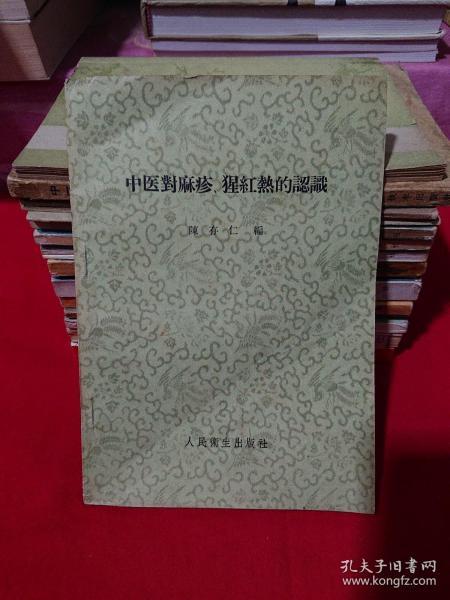 中医對麻疹、猩紅熱的認識
陳存仁 編
人民衛生出版社
孔夫子旧书网
www.kongfz.com